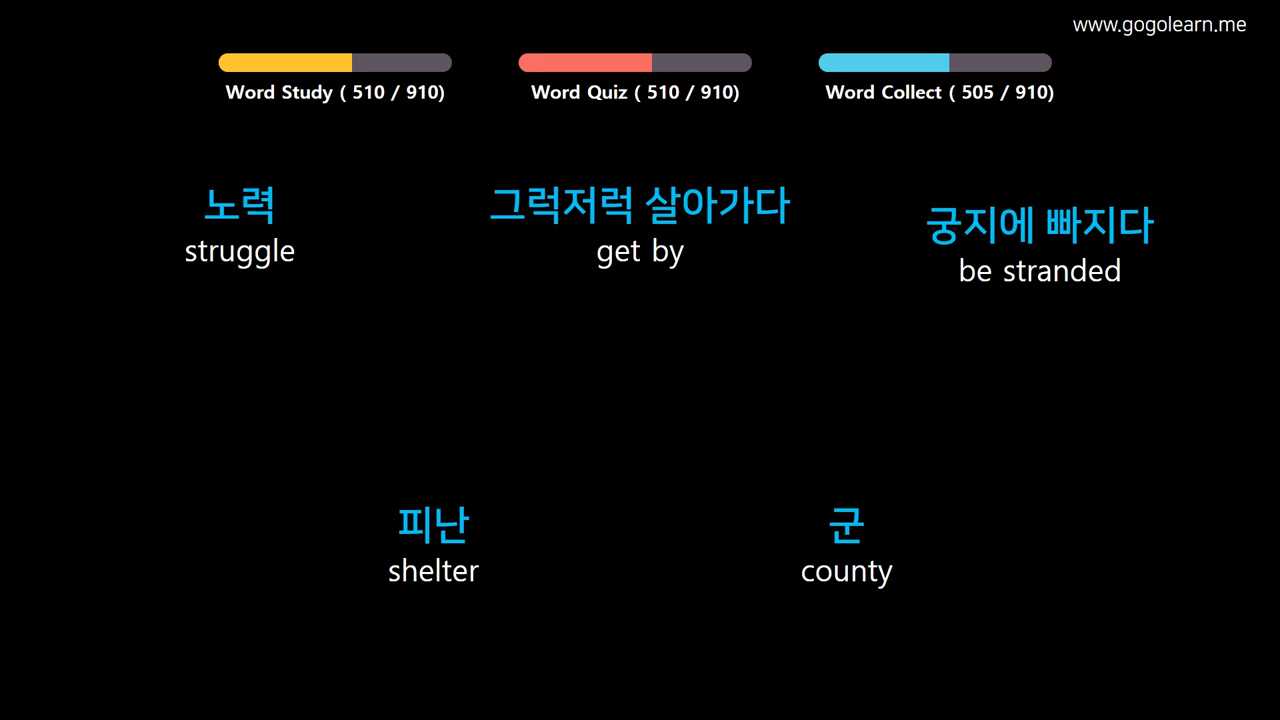 www.gogolearn.me
Word Study ( 510 / 910)
Word Quiz ( 510 / 910)
Word Collect ( 505 / 910)
노력
struggle
그럭저럭 살아가다
get by
궁지에 빠지다
be stranded
피난
shelter
군
county